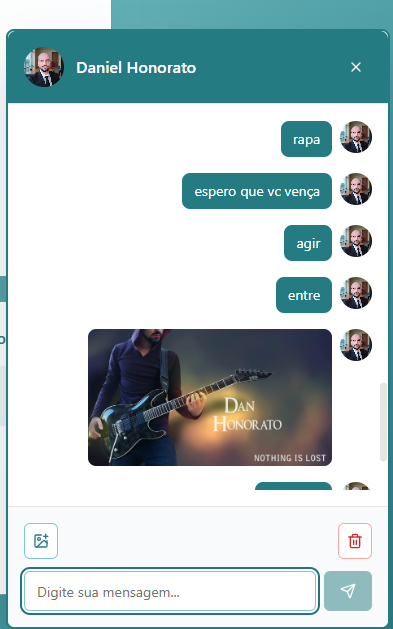 Daniel Honorato
rapa
espero que vc vença
agir
entre
DAN
HONORATO
NOTHING IS LOST
Digite sua mensagem...